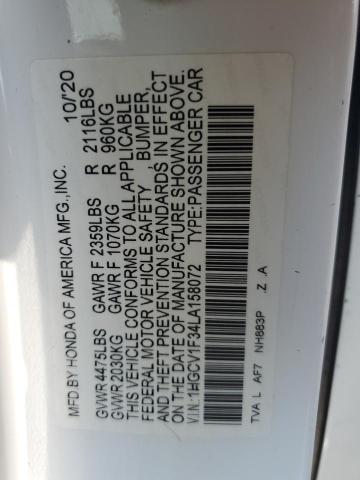 MFD BY HONDA OF AMERICA MFG.,INC. 10/20
GVWR 4475LBS GAWR F 2359LBS R 2116LBS
GVWR 2030KG GAWR F 1070KG R 960KG
THIS VEHICLE CONFORMS TO ALL APPLICABLE
FEDERAL MOTOR VEHICLE SAFETY, BUMPER,
AND THEFT PREVENTION STANDARDS IN EFFECT
ON THE DATE OF MANUFACTURE SHOWN ABOVE.
V.I.N.:1HGCV1F34LA158072 TYPE:PASSENGER CAR
TVA L AF7 NH883P .Z .A